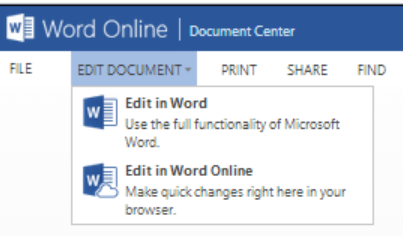 Word Online | Document Center
FILE EDIT DOCUMENT PRINT SHARE FIND
Edit in Word
Use the full functionality of Microsoft
Word.
Edit in Word Online
Make quick changes right here in your
browser.